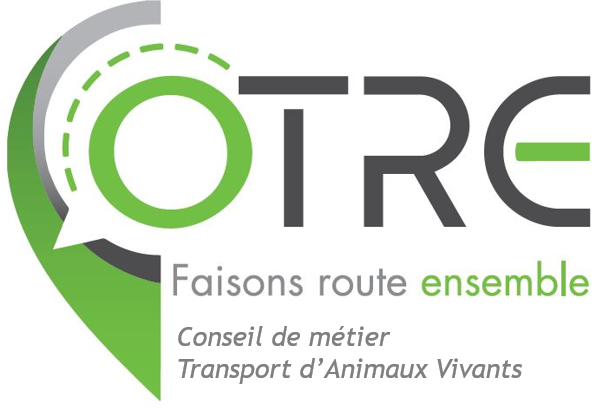 OTRE
Faisons route ensemble
Conseil de métier
Transport d’Animaux Vivants